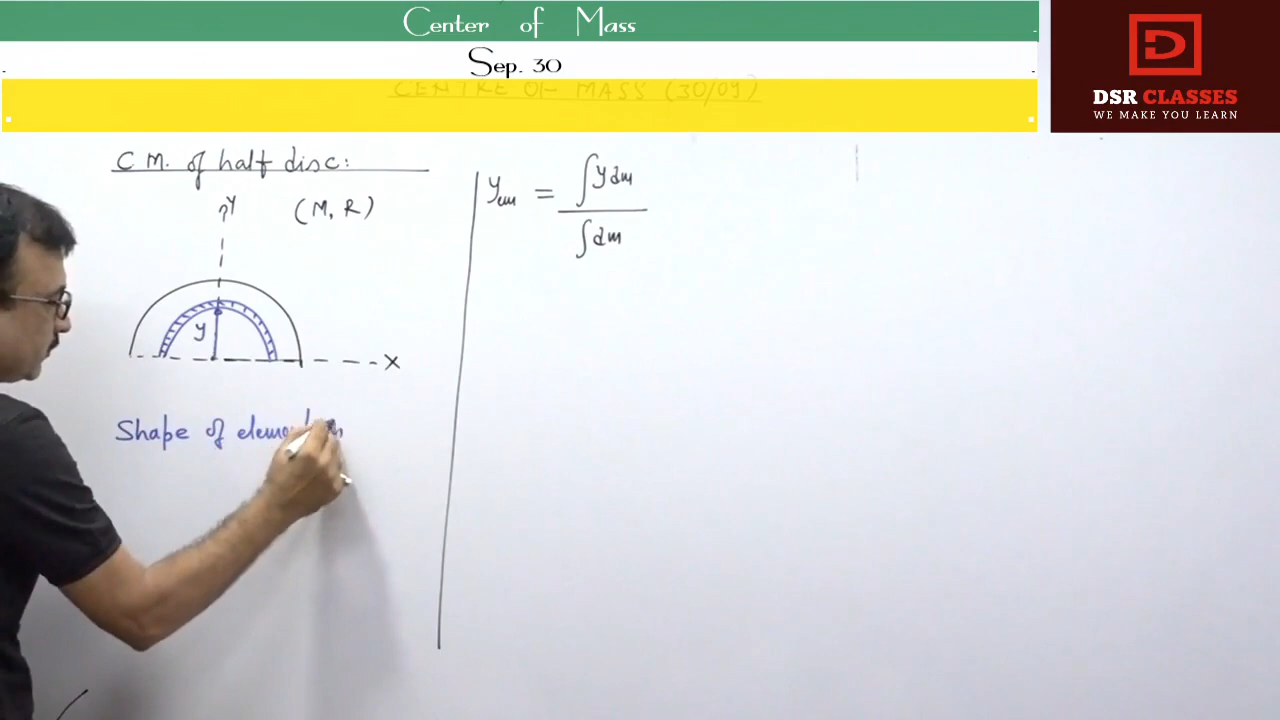 Center of Mass
Sep. 30
CENTRE OF MASS (30/09)
DSR CLASSES
WE MAKE YOU LEARN
C M. of half disc:
Y
(M, R)
y
X
Shape of element
y_cm = ∫y dm / ∫dm